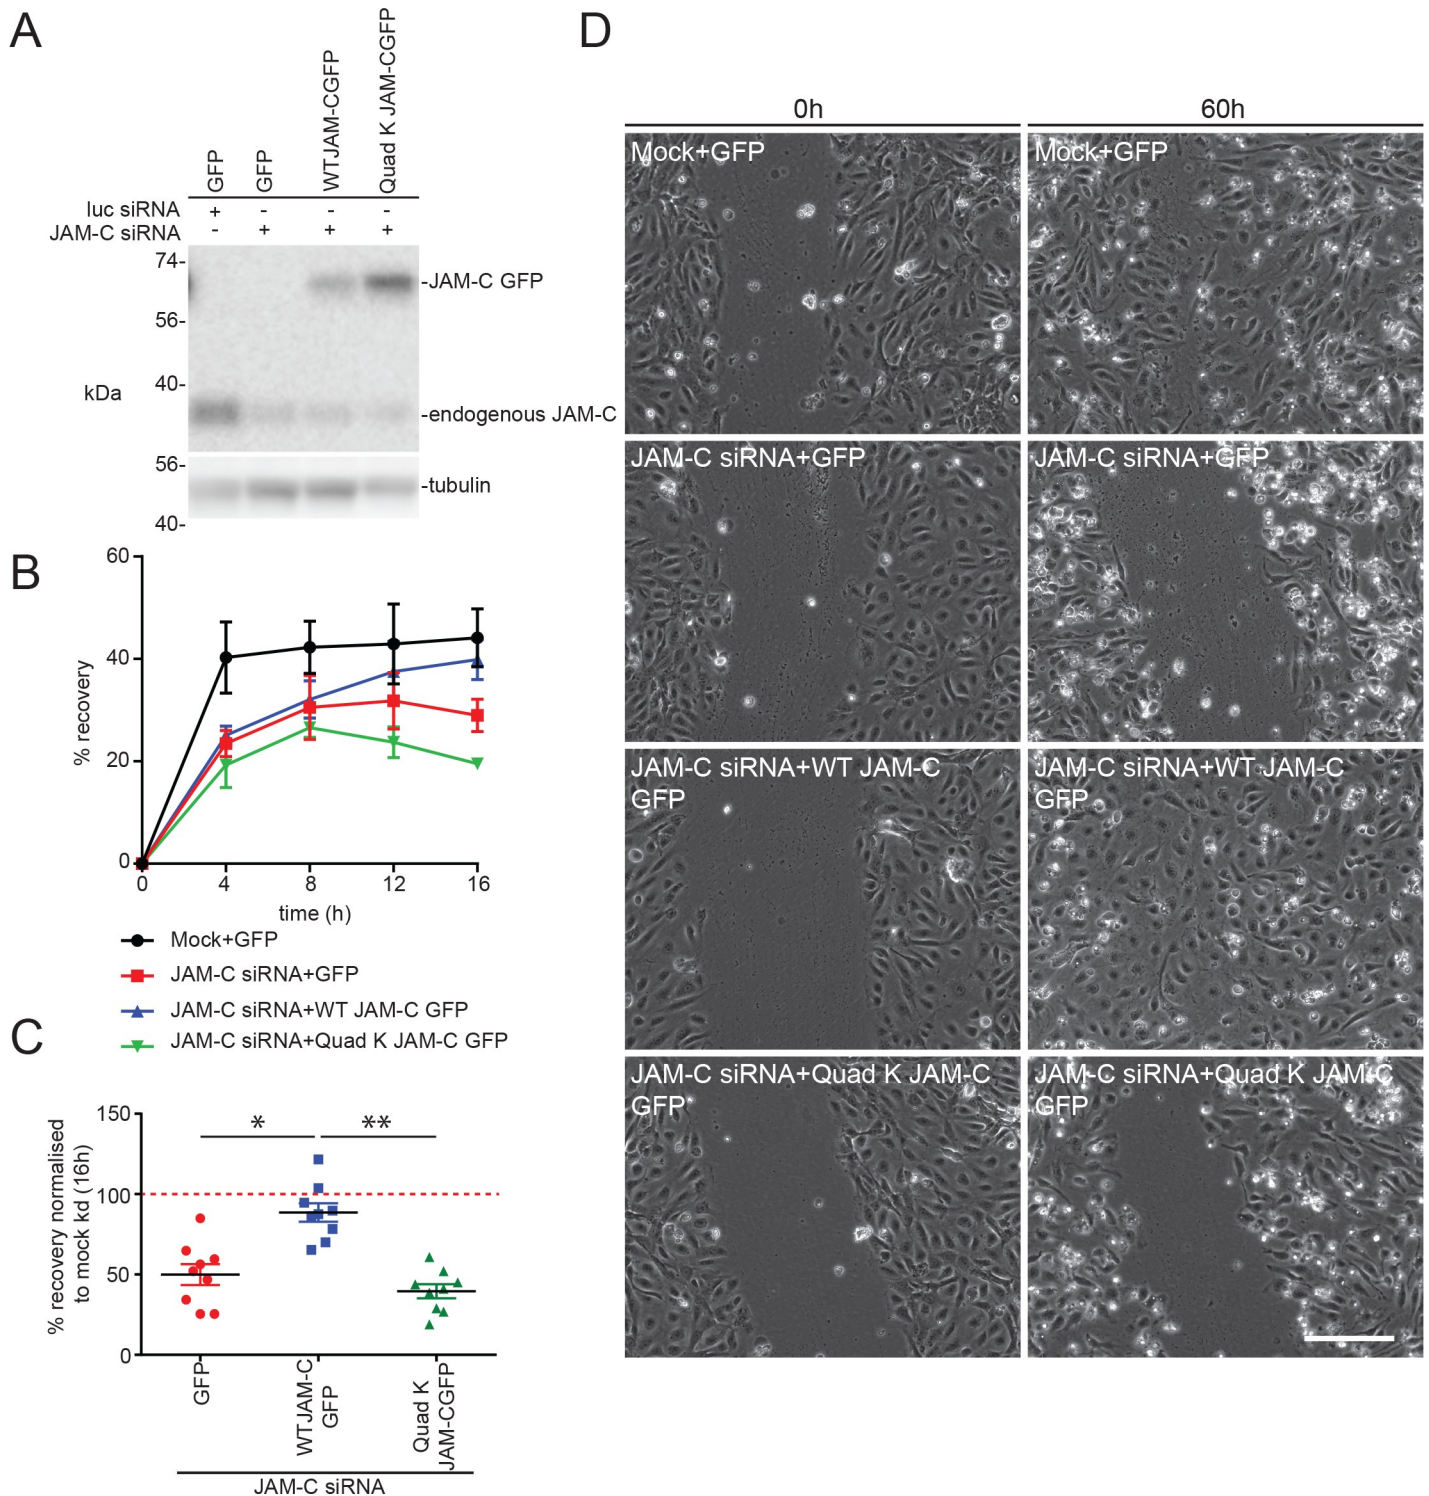 A
GFP
GFP
WTJAM-CGFP
Quad K JAM-CGFP
luc siRNA + - - -
JAM-C siRNA - + + +
74-
-JAM-C GFP
56-
40-
kDa
-endogenous JAM-C
56-
-tubulin
40-
B
60
40
20
0
% recovery
0 4 8 12 16
time (h)
Mock+GFP
JAM-C siRNA+GFP
JAM-C siRNA+WT JAM-C GFP
JAM-C siRNA+Quad K JAM-C GFP
C
150
100
50
0
% recovery normalised
to mock kd (16h)
* **
GFP
WTJAM-C
GFP
Quad K
JAM-CGFP
JAM-C siRNA
D
0h 60h
Mock+GFP
Mock+GFP
JAM-C siRNA+GFP
JAM-C siRNA+GFP
JAM-C siRNA+WT JAM-C
GFP
JAM-C siRNA+WT JAM-C
GFP
JAM-C siRNA+Quad K JAM-C
GFP
JAM-C siRNA+Quad K JAM-C
GFP